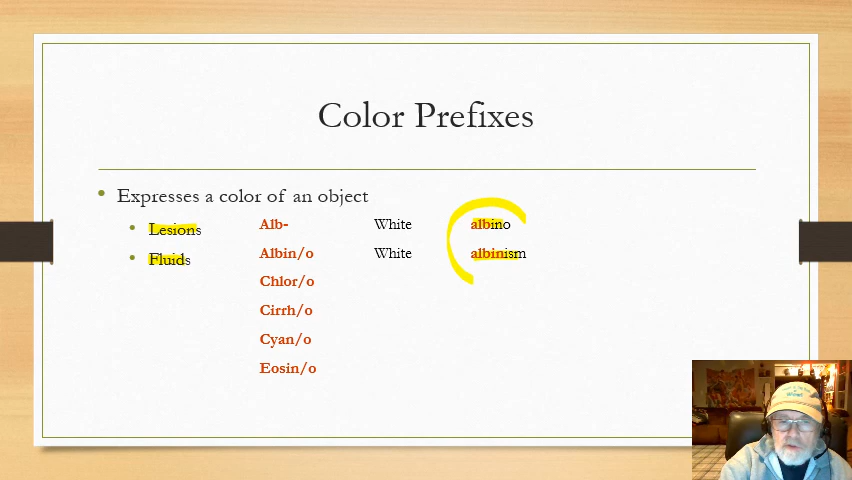 Color Prefixes
Expresses a color of an object
Lesions
Fluids
Alb- White albino
Albin/o White albinism
Chlor/o
Cirrh/o
Cyan/o
Eosin/o